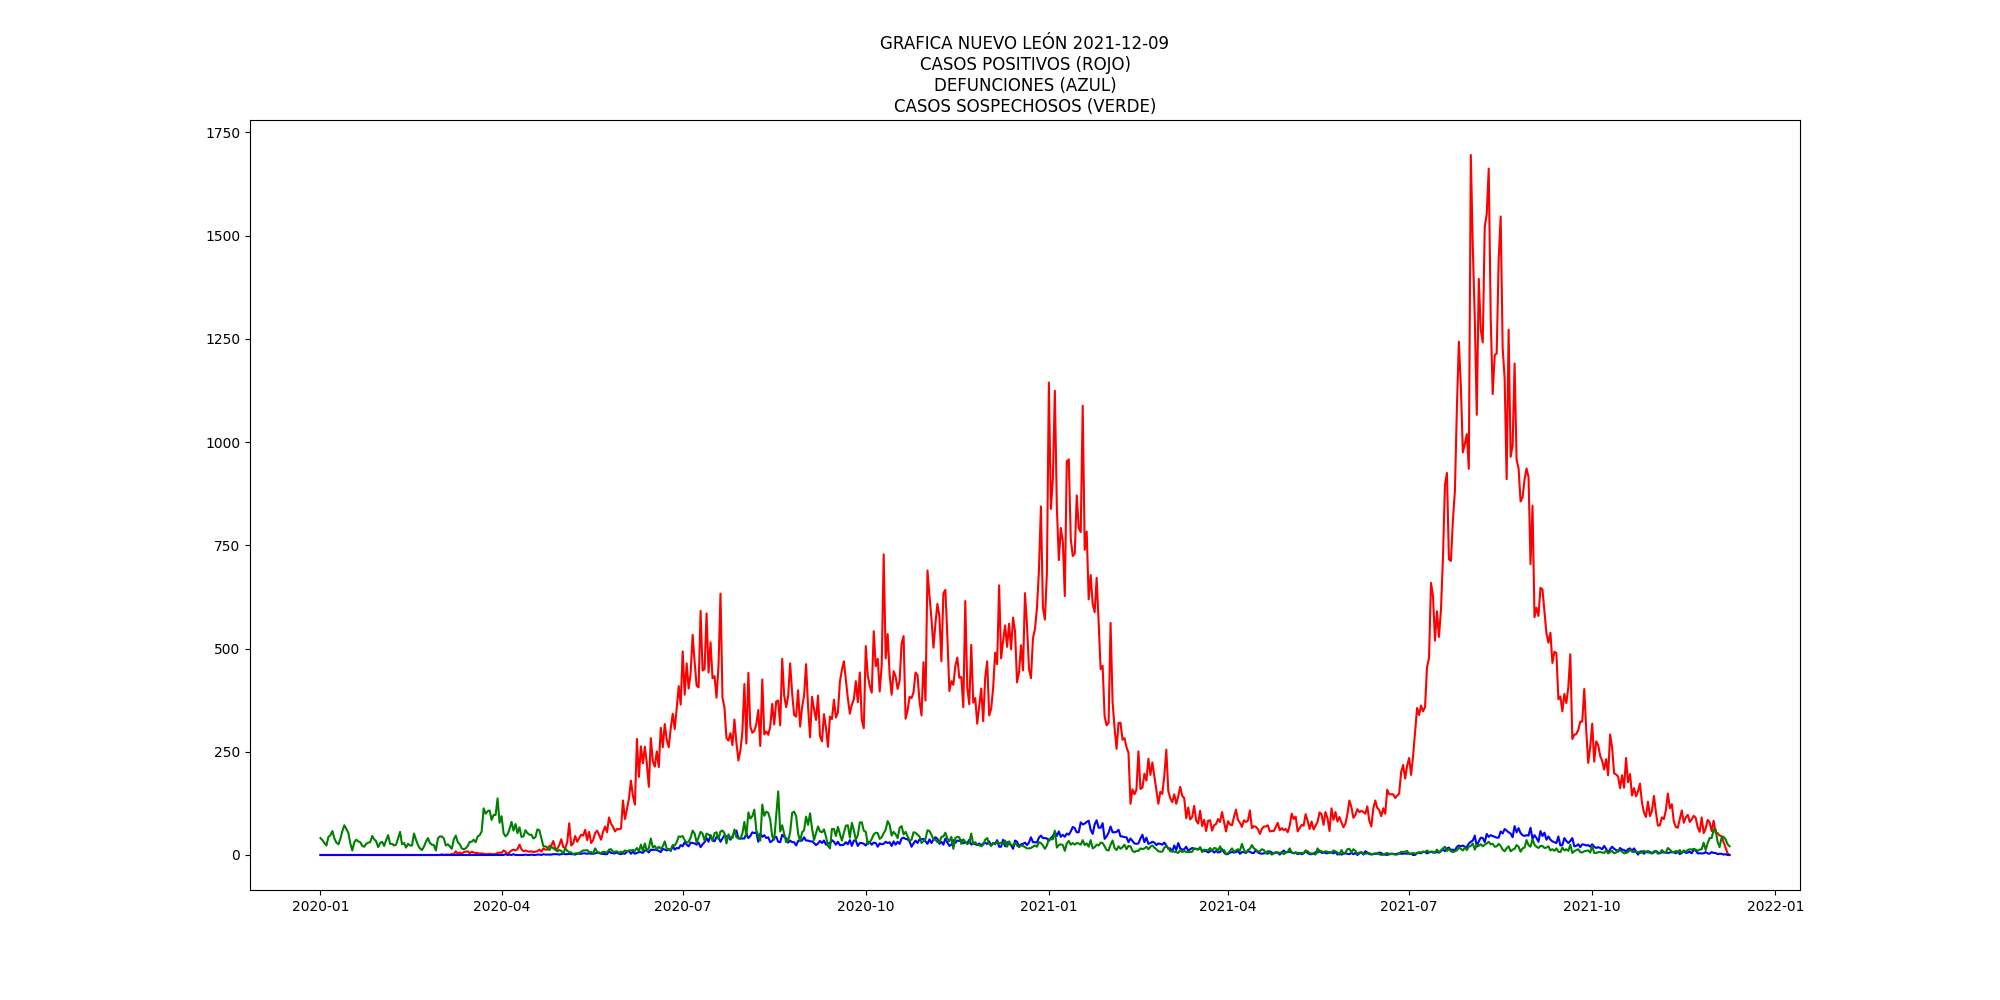 GRAFICA NUEVO LEÓN 2021-12-09
CASOS POSITIVOS (ROJO)
DEFUNCIONES (AZUL)
CASOS SOSPECHOSOS (VERDE)
1750
1500
1250
1000
750
500
250
0
2020-01 2020-04 2020-07 2020-10 2021-01 2021-04 2021-07 2021-10 2022-01